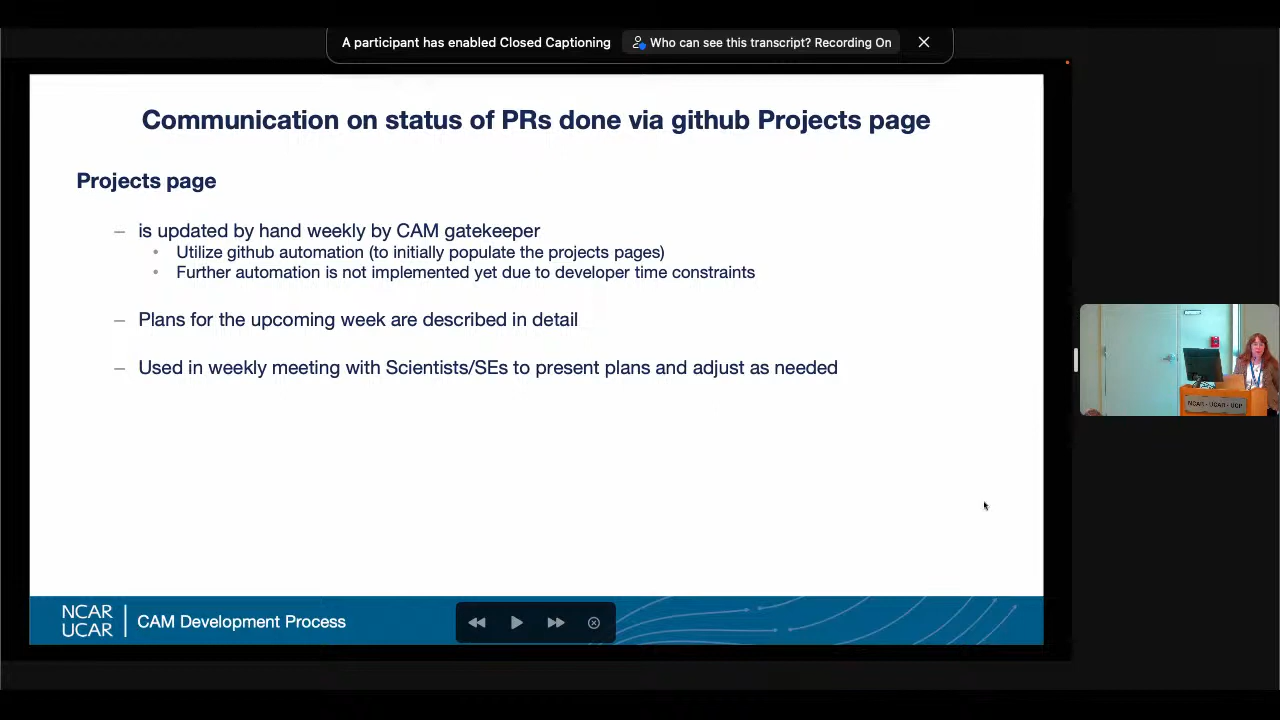 A participant has enabled Closed Captioning
Who can see this transcript? Recording On
Communication on status of PRs done via github Projects page
Projects page
– is updated by hand weekly by CAM gatekeeper
• Utilize github automation (to initially populate the projects pages)
• Further automation is not implemented yet due to developer time constraints
– Plans for the upcoming week are described in detail
– Used in weekly meeting with Scientists/SEs to present plans and adjust as needed
NCAR - UCAR - UCP
NCAR
UCAR
CAM Development Process